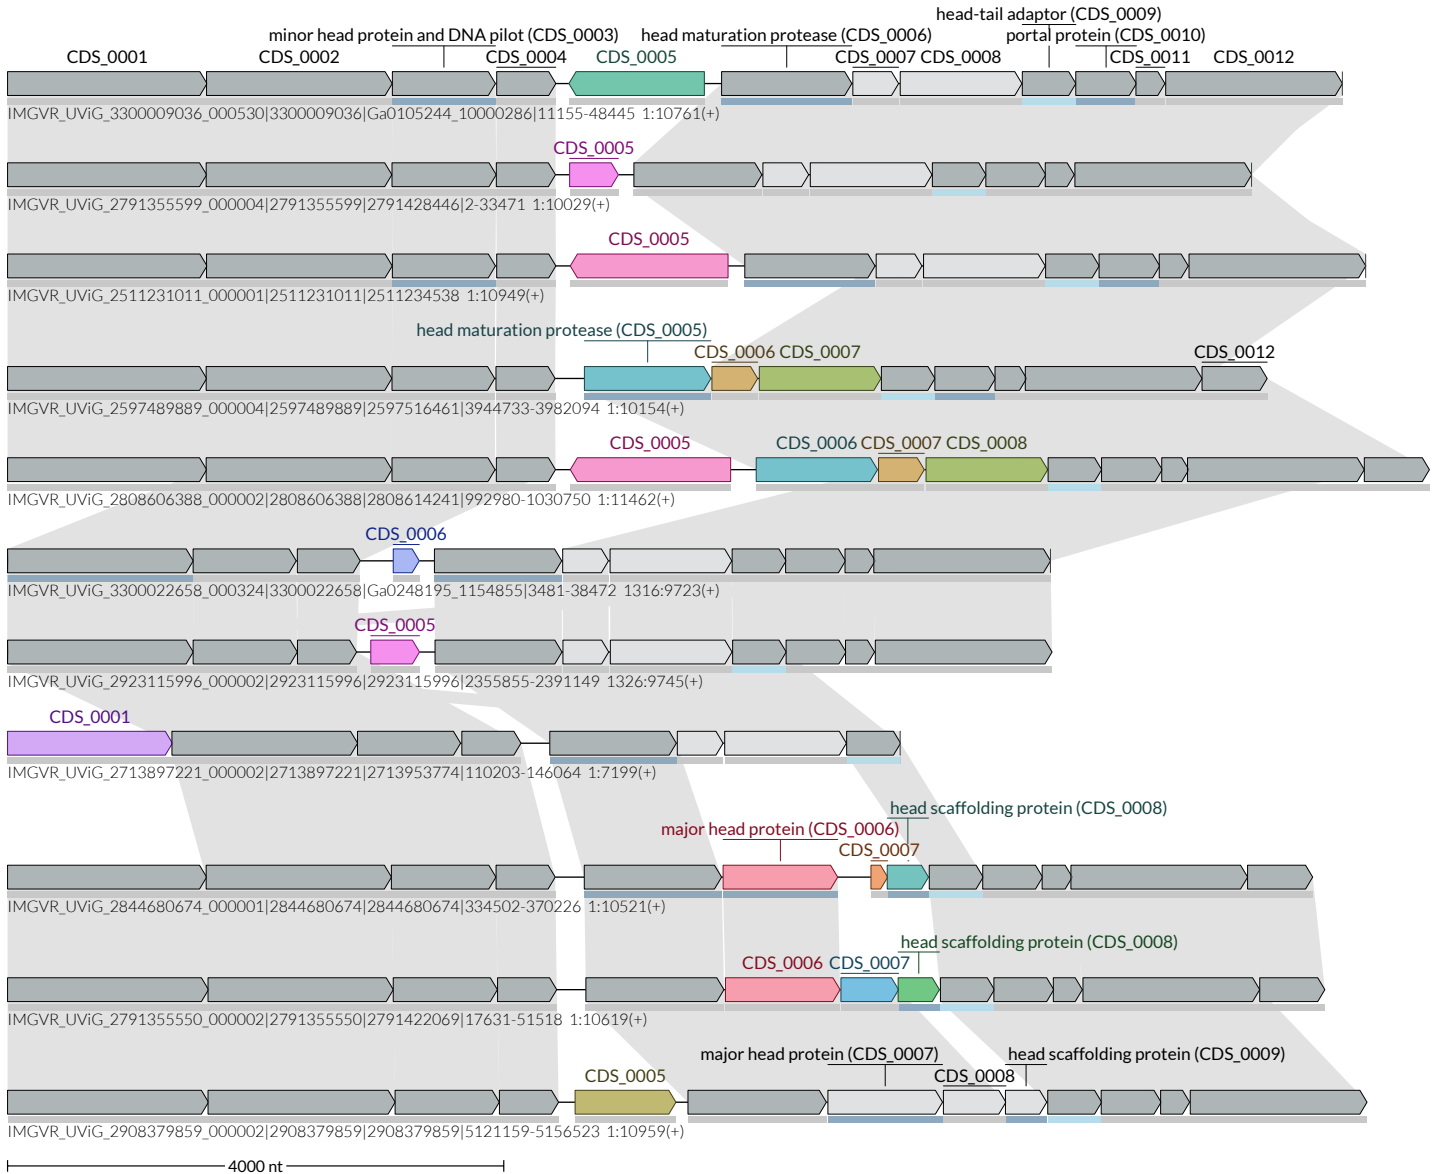 head-tail adaptor (CDS_0009)
minor head protein and DNA pilot (CDS_0003) head maturation protease (CDS_0006) portal protein (CDS_0010)
CDS_0001 CDS_0002 CDS_0004 CDS_0005 CDS_0007 CDS_0008 CDS_0011 CDS_0012
IMGVR_UViG_3300009036_000530|3300009036|Ga0105244_10000286|11155-48445 1:10761(+)
CDS_0005
IMGVR_UViG_2791355599_000004|2791355599|2791428446|2-33471 1:10029(+)
CDS_0005
IMGVR_UViG_2511231011_000001|2511231011|2511234538 1:10949(+)
head maturation protease (CDS_0005)
CDS_0006 CDS_0007 CDS_0012
IMGVR_UViG_2597489889_000004|2597489889|2597516461|3944733-3982094 1:10154(+)
CDS_0005 CDS_0006 CDS_0007 CDS_0008
IMGVR_UViG_2808606388_000002|2808606388|2808614241|992980-1030750 1:11462(+)
CDS_0006
IMGVR_UViG_3300022658_000324|3300022658|Ga0248195_1154855|3481-38472 1316:9723(+)
CDS_0005
IMGVR_UViG_2923115996_000002|2923115996|2923115996|2355855-2391149 1326:9745(+)
CDS_0001
IMGVR_UViG_2713897221_000002|2713897221|2713953774|110203-146064 1:7199(+)
head scaffolding protein (CDS_0008)
major head protein (CDS_0006)
CDS_0007
IMGVR_UViG_2844680674_000001|2844680674|2844680674|334502-370226 1:10521(+)
head scaffolding protein (CDS_0008)
CDS_0006 CDS_0007
IMGVR_UViG_2791355550_000002|2791355550|2791422069|17631-51518 1:10619(+)
major head protein (CDS_0007) head scaffolding protein (CDS_0009)
CDS_0005 CDS_0008
IMGVR_UViG_2908379859_000002|2908379859|2908379859|5121159-5156523 1:10959(+)
4000 nt